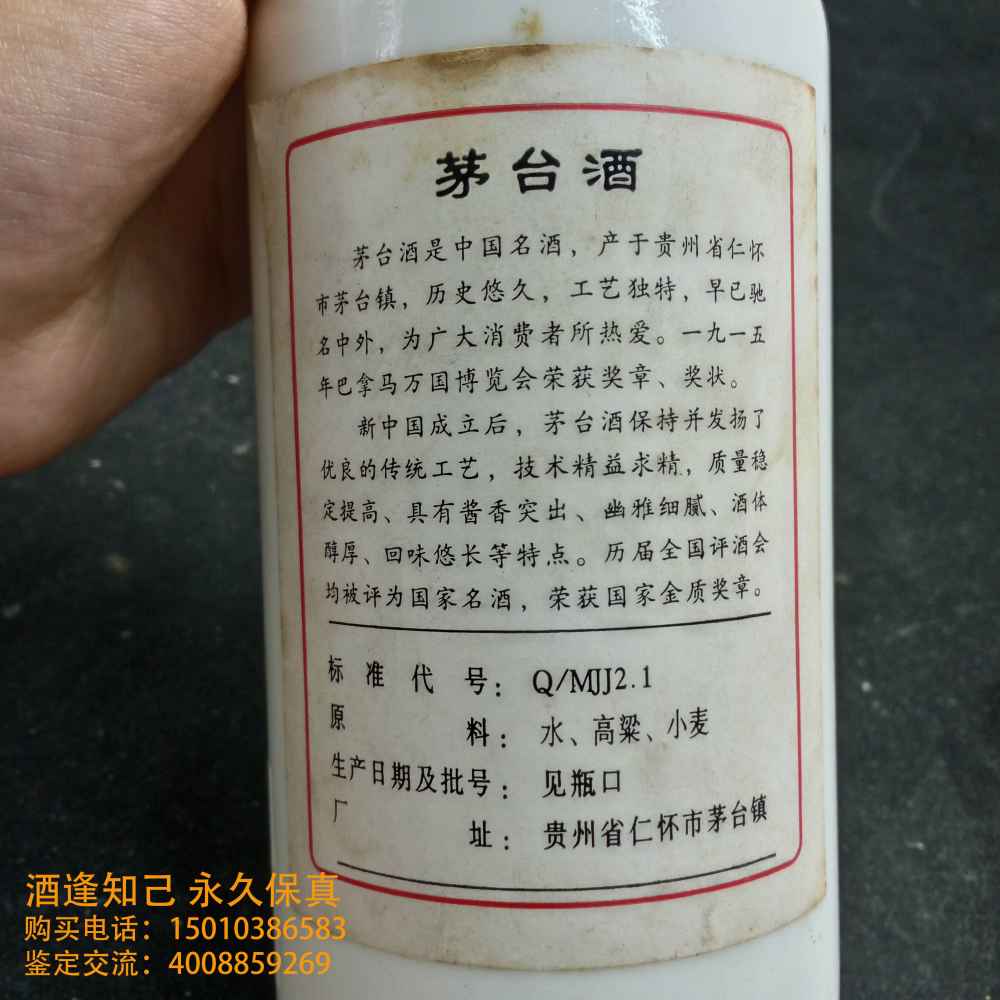 茅台酒
茅台酒是中国名酒，产于贵州省仁怀
市茅台镇，历史悠久，工艺独特，早已驰
名中外，为广大消费者所热爱。一九一五
年巴拿马万国博览会荣获奖章、奖状。
新中国成立后，茅台酒保持并发扬了
优良的传统工艺，技术精益求精，质量稳
定提高、具有酱香突出、幽雅细腻、酒体
醇厚、回味悠长等特点。历届全国评酒会
均被评为国家名酒，荣获国家金质奖章。
标准代号：Q/MJJ2.1
原料：水、高粱、小麦
生产日期及批号：见瓶口
厂址：贵州省仁怀市茅台镇
酒逢知己 永久保真
购买电话：15010386583
鉴定交流：4008859269